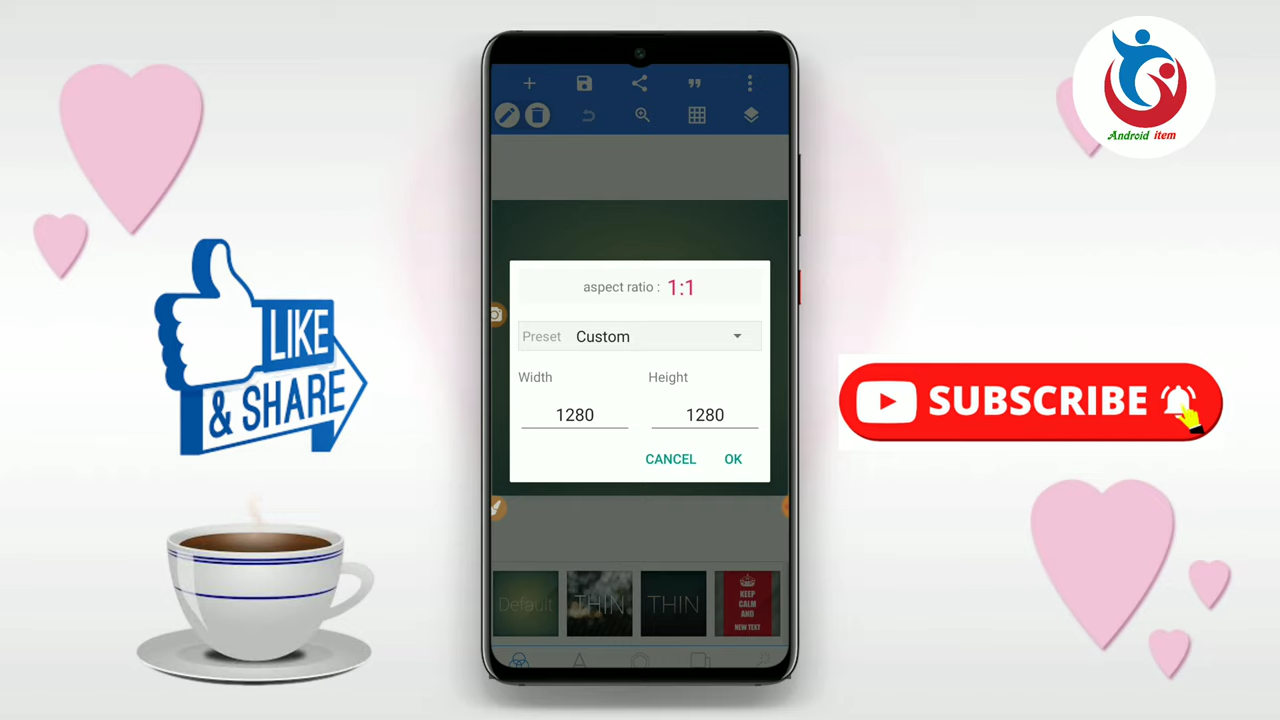 Android item
aspect ratio : 1:1
Preset Custom
Width Height
1280 1280
CANCEL OK
LIKE
& SHARE
SUBSCRIBE
Default
THIN
THIN
KEEP
CALM
AND
NEW TEXT
A